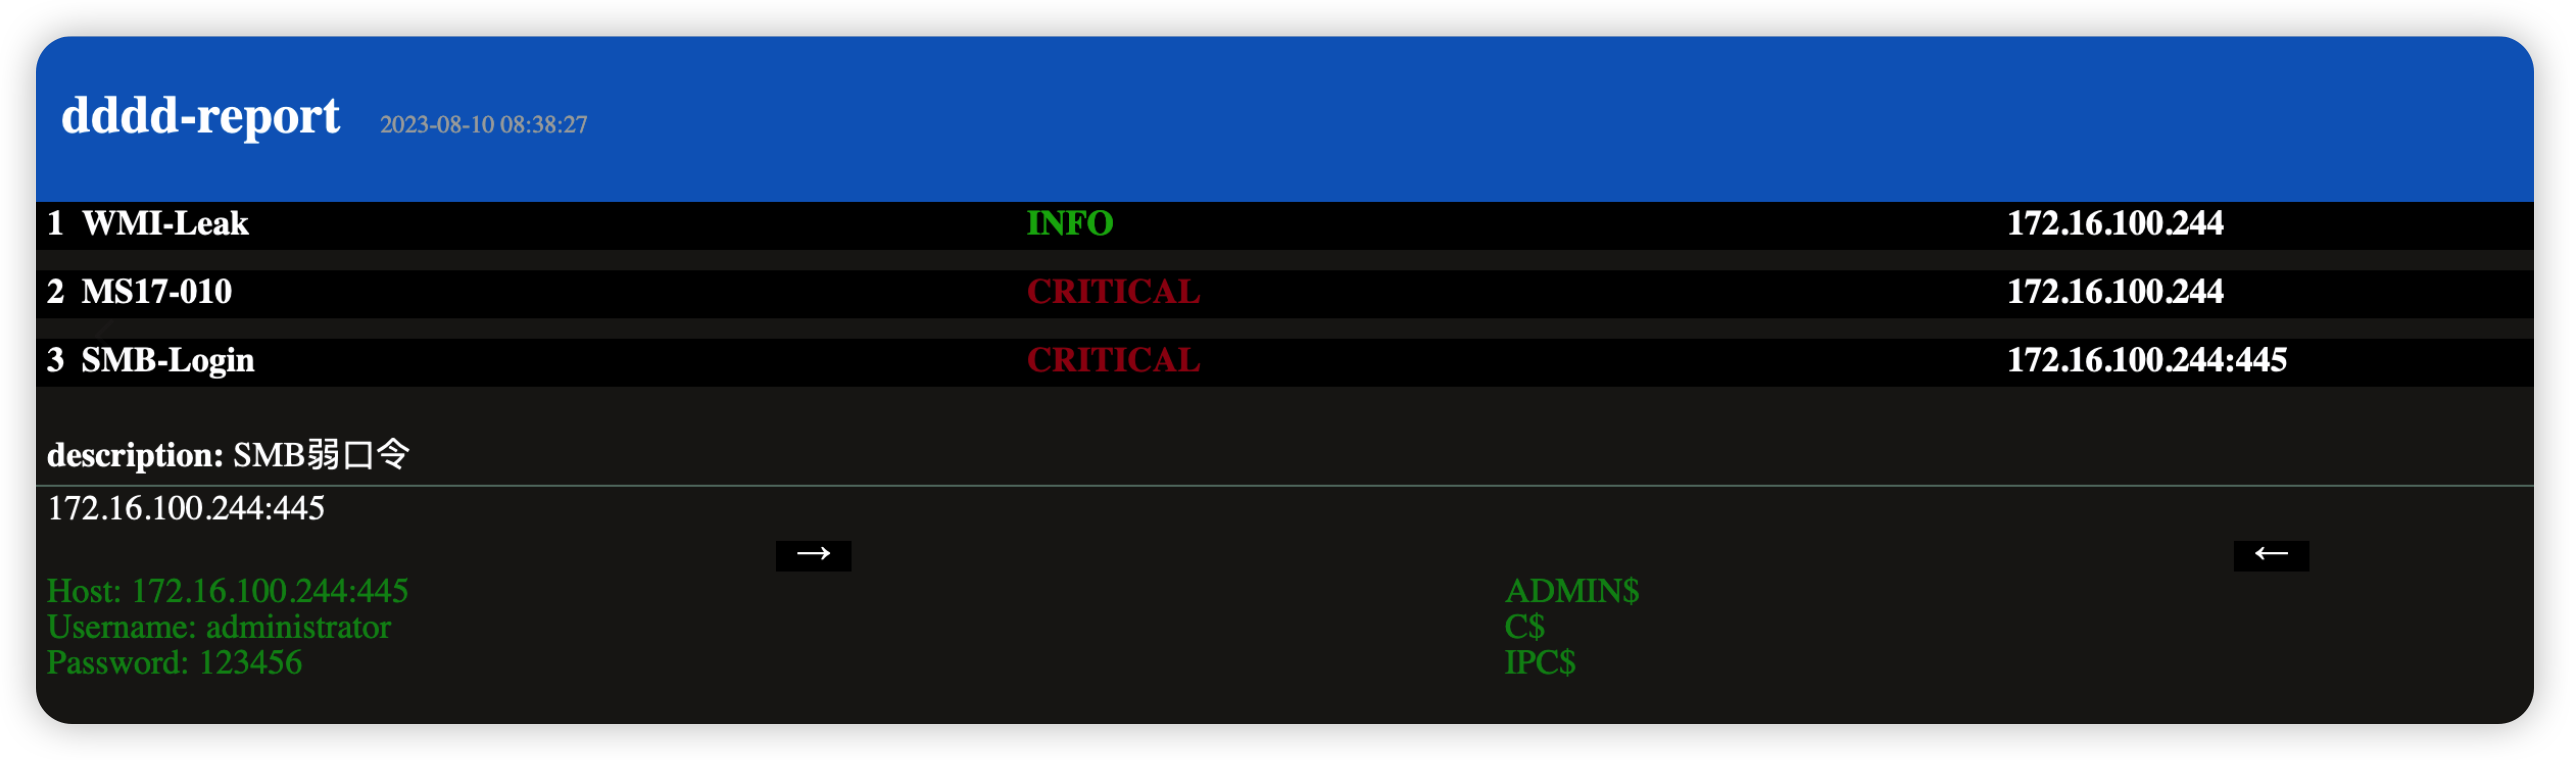 dddd-report 2023-08-10 08:38:27
1 WMI-Leak INFO 172.16.100.244
2 MS17-010 CRITICAL 172.16.100.244
3 SMB-Login CRITICAL 172.16.100.244:445
description: SMB弱口令
172.16.100.244:445
→ ←
Host: 172.16.100.244:445 ADMIN$
Username: administrator C$
Password: 123456 IPC$